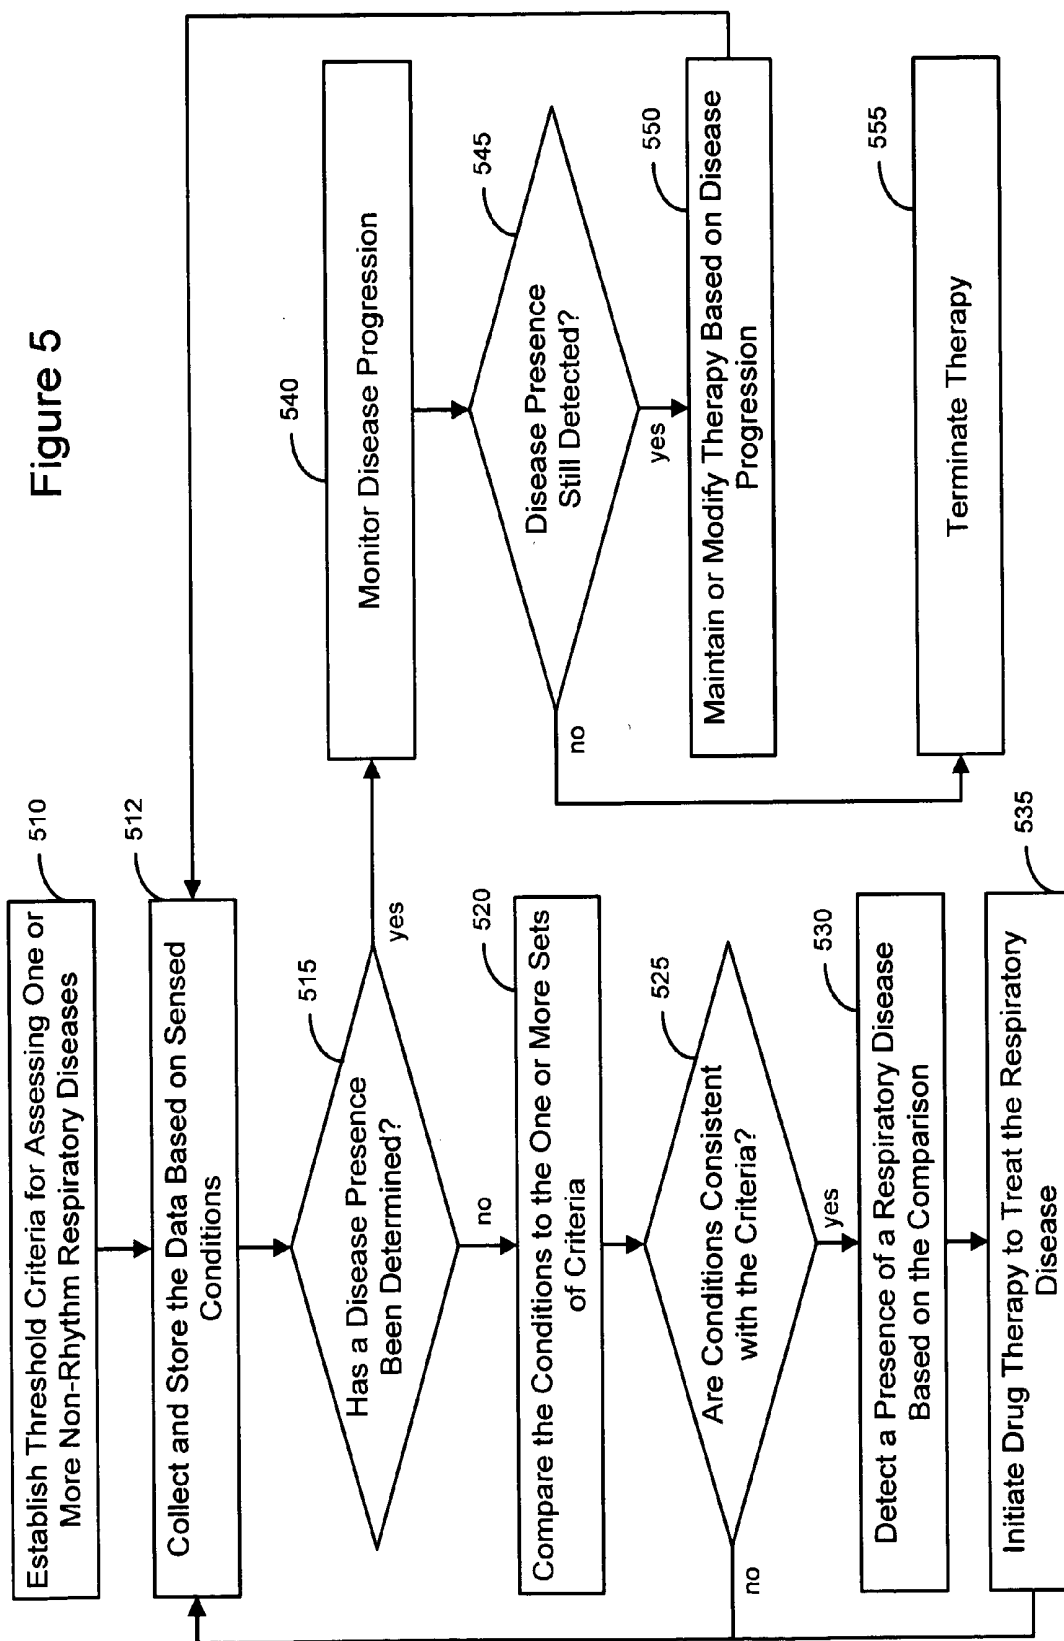 Figure 5
Establish Threshold Criteria for Assessing One or
More Non-Rhythm Respiratory Diseases
510
Collect and Store the Data Based on Sensed
Conditions
512
Has a Disease Presence
Been Determined?
515
yes
no
Compare the Conditions to the One or More Sets
of Criteria
520
Are Conditions Consistent
with the Criteria?
525
no
yes
Detect a Presence of a Respiratory Disease
Based on the Comparison
530
Initiate Drug Therapy to Treat the Respiratory
Disease
535
Monitor Disease Progression
540
Disease Presence
Still Detected?
545
no
yes
Maintain or Modify Therapy Based on Disease
Progression
550
Terminate Therapy
555